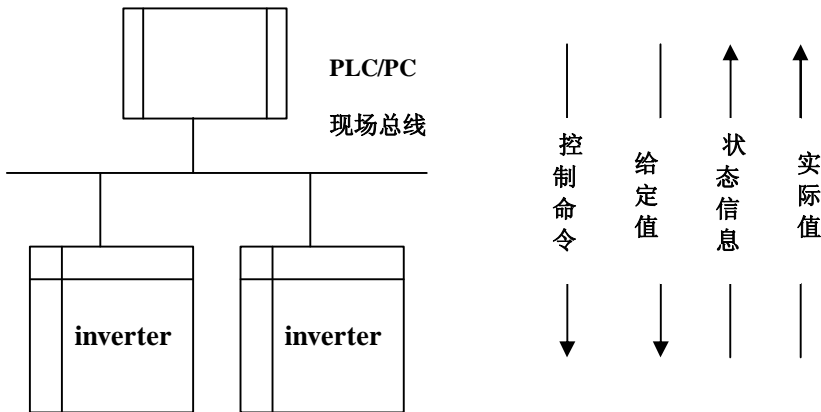 PLC/PC
现场总线
inverter
inverter
控制命令
给定值
状态信息
实际值